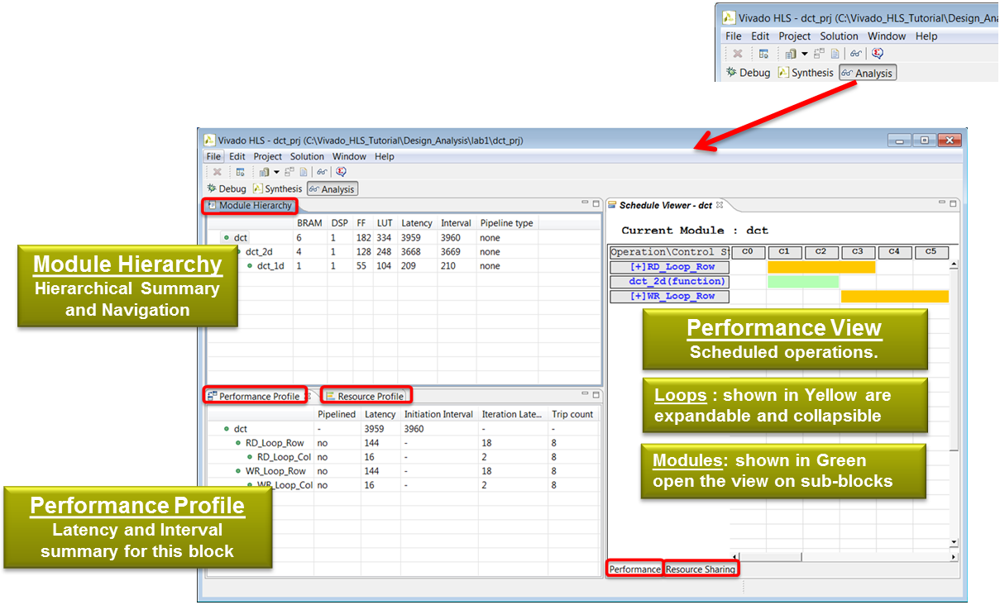 Vivado HLS - dct_prj (C:\Vivado_HLS_Tutorial\Design_Ana
File Edit Project Solution Window Help
Debug Synthesis Analysis
Vivado HLS - dct_prj (C:\Vivado_HLS_Tutorial\Design_Analysis\lab1\dct_prj)
File Edit Project Solution Window Help
Debug Synthesis Analysis
Module Hierarchy
BRAM DSP FF LUT Latency Interval Pipeline type
dct 6 1 182 334 3959 3960 none
dct_2d 4 1 128 248 3668 3669 none
dct_1d 1 1 55 104 209 210 none
Module Hierarchy
Hierarchical Summary
and Navigation
Schedule Viewer - dct
Current Module : dct
Operation\Control St C0 C1 C2 C3 C4 C5
[+]RD_Loop_Row
dct_2d(function)
[+]WR_Loop_Row
Performance View
Scheduled operations.
Loops : shown in Yellow are
expandable and collapsible
Modules: shown in Green
open the view on sub-blocks
Performance Profile Resource Profile
Pipelined Latency Initiation Interval Iteration Late... Trip count
dct - 3959 3960 - -
RD_Loop_Row no 144 - 18 8
RD_Loop_Col no 16 - 2 8
WR_Loop_Row no 144 - 18 8
WR_Loop_Col no 16 - 2 8
Performance Profile
Latency and Interval
summary for this block
Performance Resource Sharing